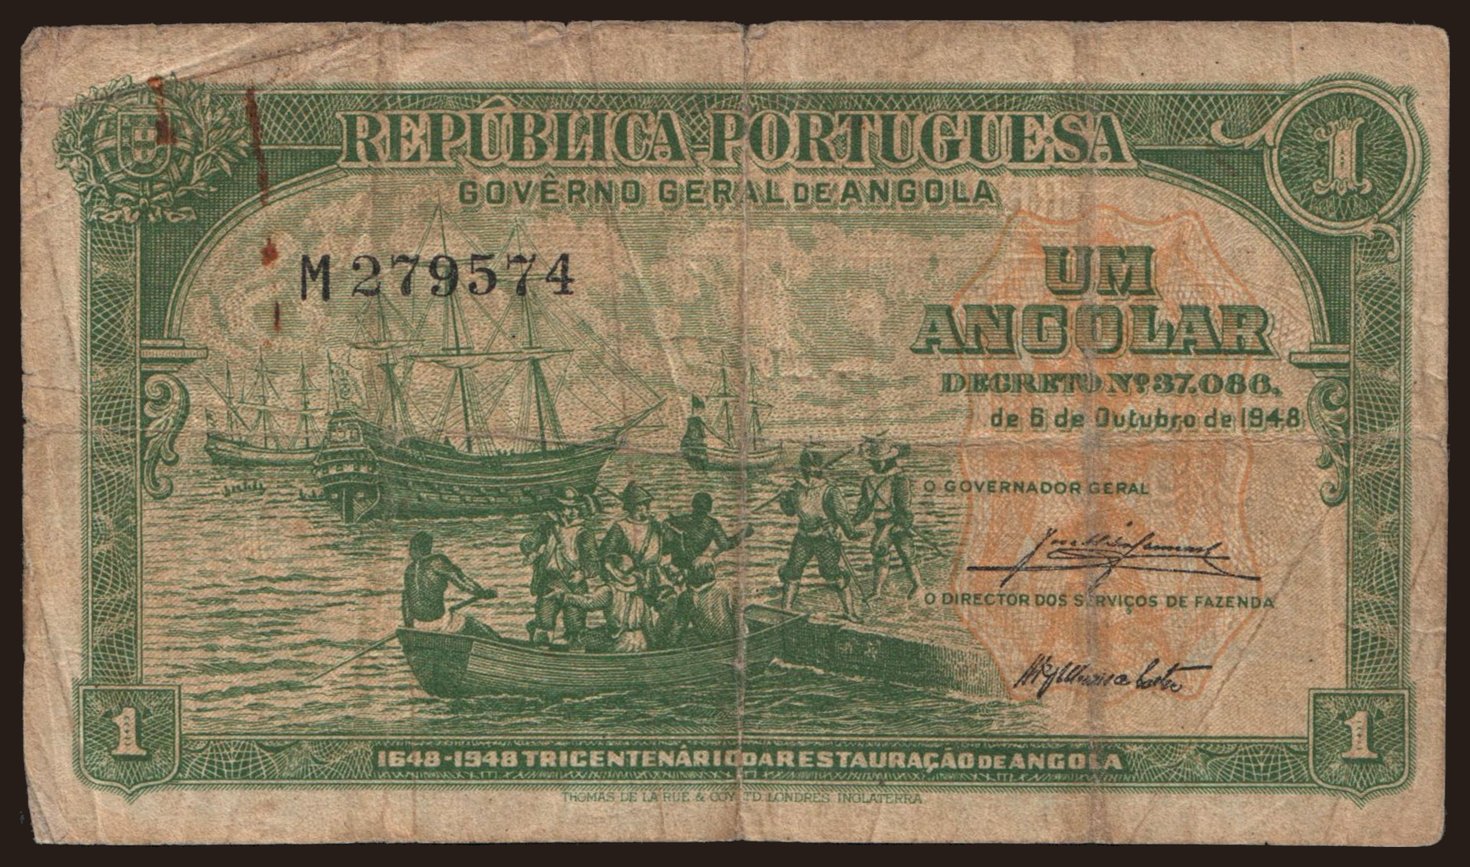 REPÚBLICA PORTUGUESA
1
GOVÊRNO GERAL DE ANGOLA
M 279574
UM
ANGOLAR
DECRETO Nº 37.086.
de 6 de Outubro de 1948
O GOVERNADOR GERAL
O DIRECTOR DOS SERVIÇOS DE FAZENDA
1
1
1648-1948 TRICENTENÁRIO DA RESTAURAÇÃO DE ANGOLA
THOMAS DE LA RUE & COY LTD. LONDRES INGLATERRA